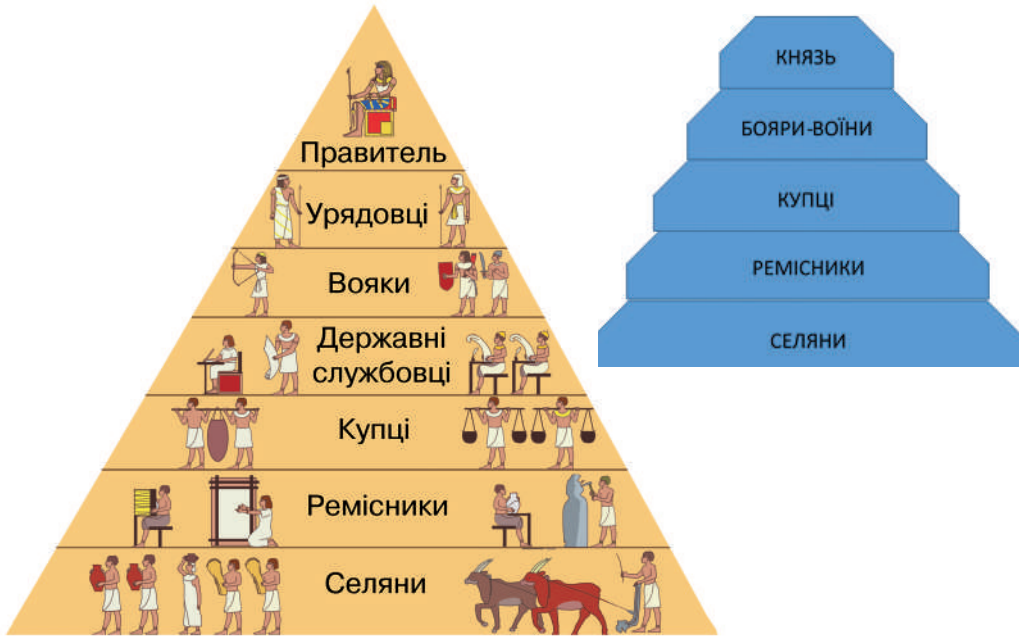 Правитель
Урядовці
Вояки
Державні
службовці
Купці
Ремісники
Селяни
КНЯЗЬ
БОЯРИ-ВОЇНИ
КУПЦІ
РЕМІСНИКИ
СЕЛЯНИ